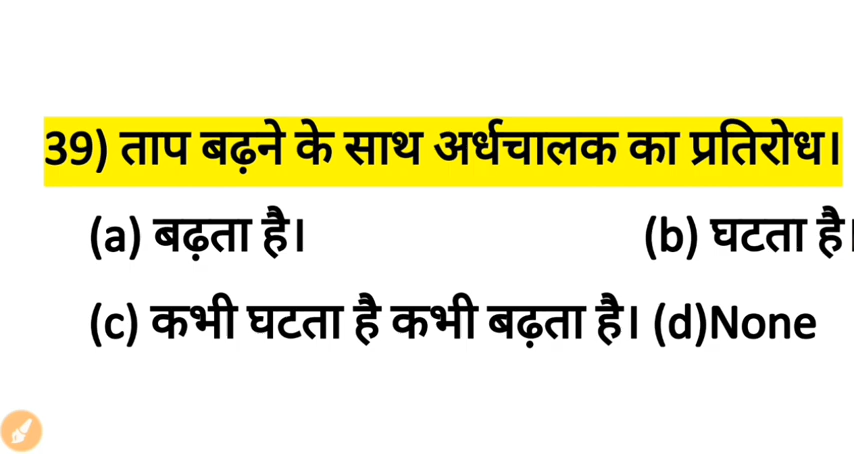 39) ताप बढ़ने के साथ अर्धचालक का प्रतिरोध।
(a) बढ़ता है। (b) घटता है।
(c) कभी घटता है कभी बढ़ता है। (d)None